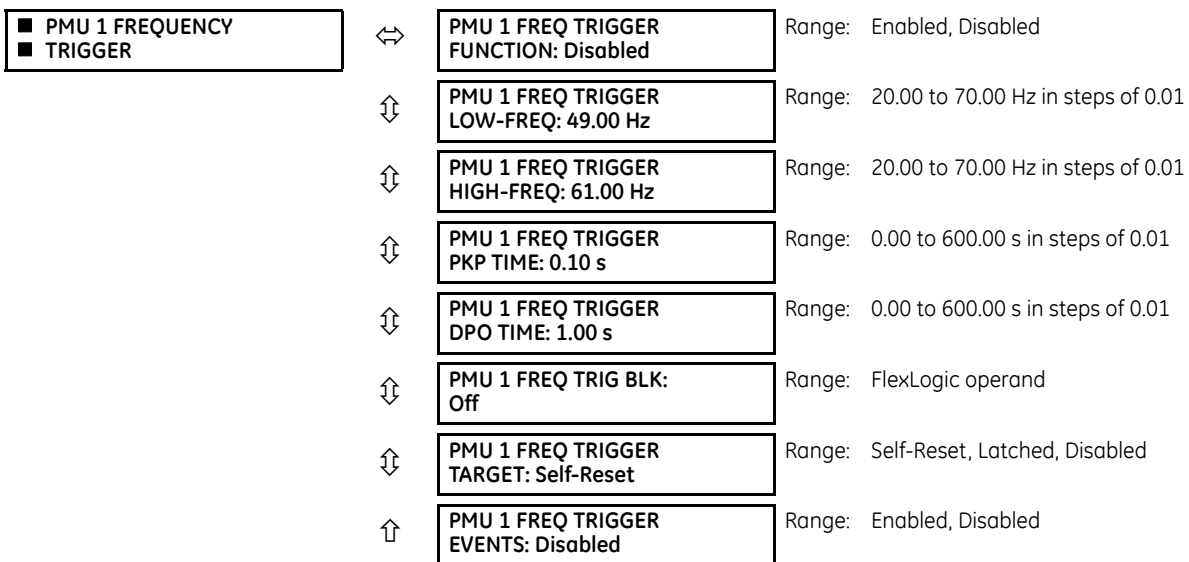 ■ PMU 1 FREQUENCY
■ TRIGGER
PMU 1 FREQ TRIGGER
FUNCTION: Disabled
Range: Enabled, Disabled
PMU 1 FREQ TRIGGER
LOW-FREQ: 49.00 Hz
Range: 20.00 to 70.00 Hz in steps of 0.01
PMU 1 FREQ TRIGGER
HIGH-FREQ: 61.00 Hz
Range: 20.00 to 70.00 Hz in steps of 0.01
PMU 1 FREQ TRIGGER
PKP TIME: 0.10 s
Range: 0.00 to 600.00 s in steps of 0.01
PMU 1 FREQ TRIGGER
DPO TIME: 1.00 s
Range: 0.00 to 600.00 s in steps of 0.01
PMU 1 FREQ TRIG BLK:
Off
Range: FlexLogic operand
PMU 1 FREQ TRIGGER
TARGET: Self-Reset
Range: Self-Reset, Latched, Disabled
PMU 1 FREQ TRIGGER
EVENTS: Disabled
Range: Enabled, Disabled